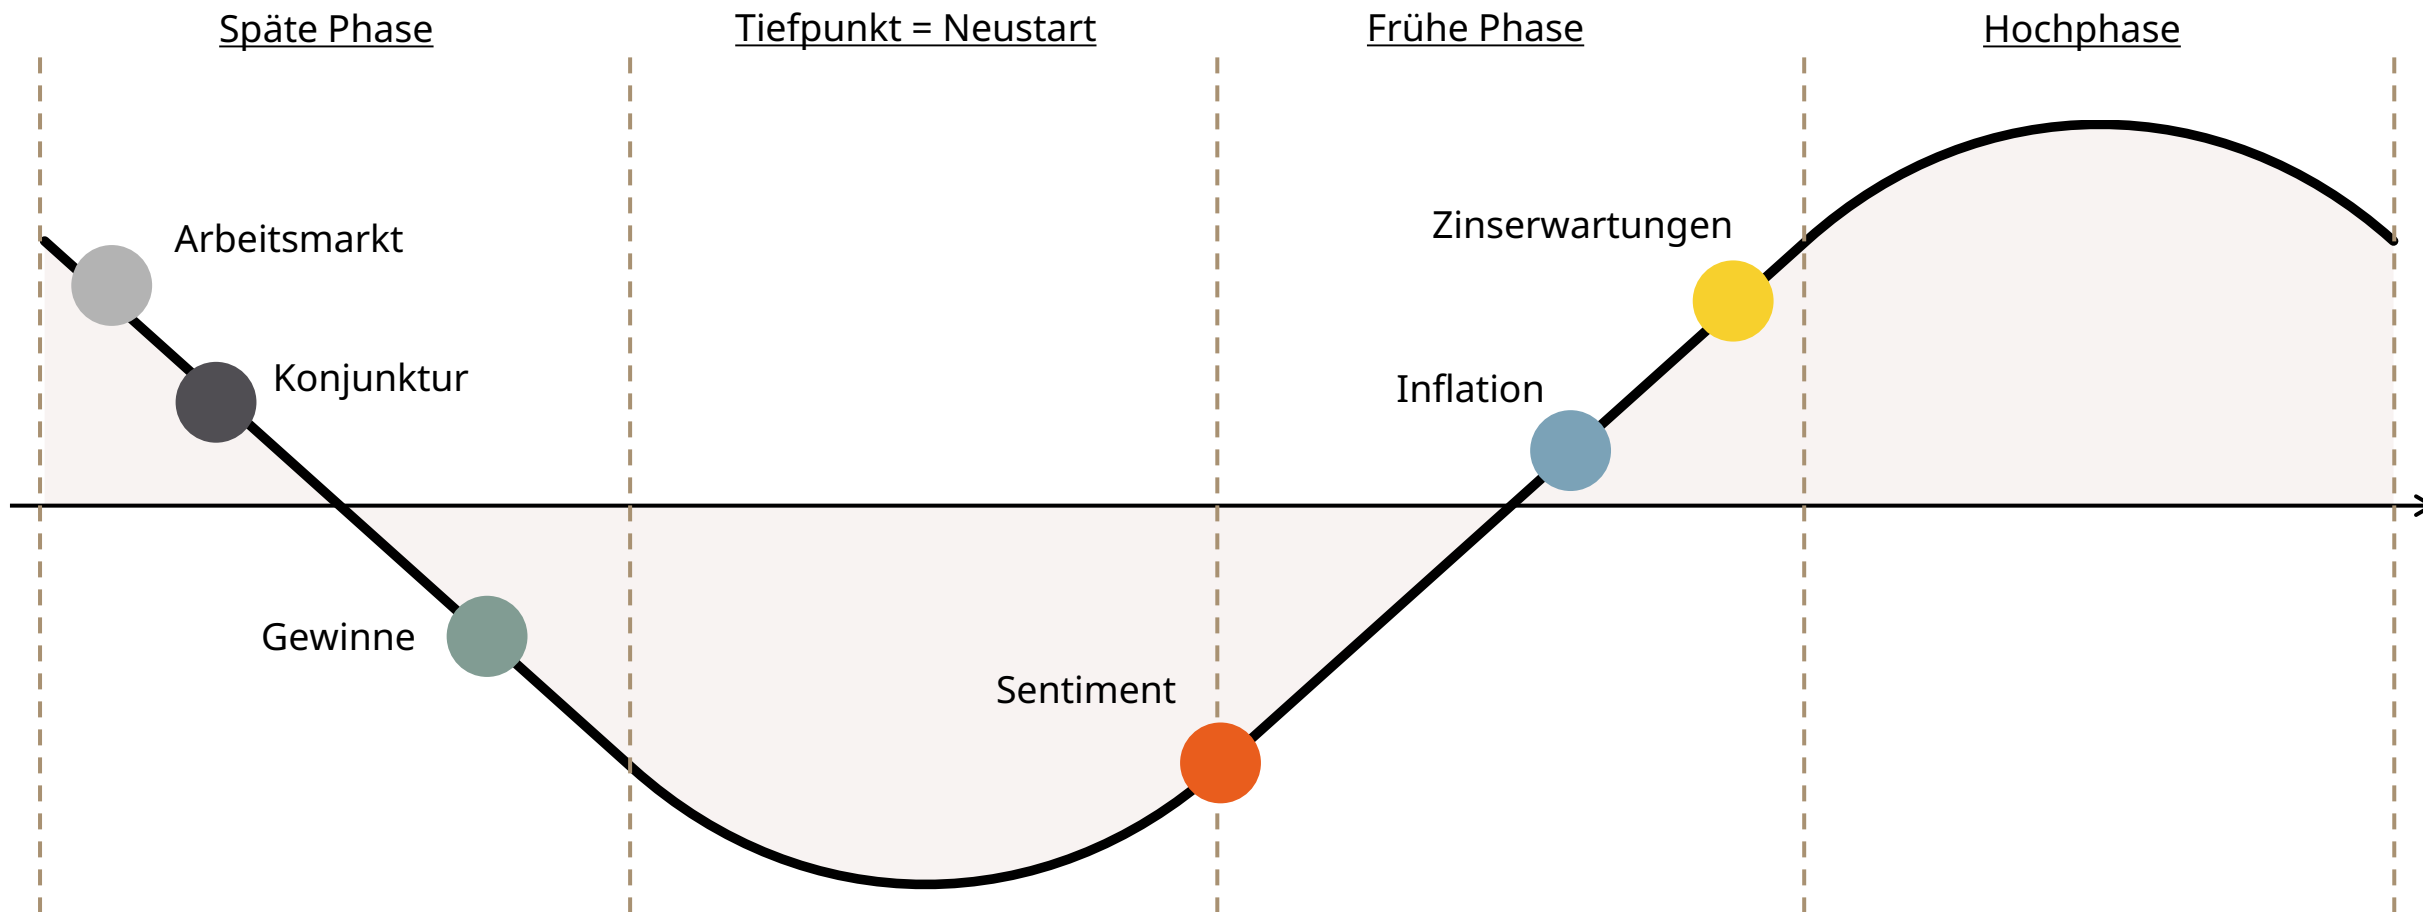 Späte Phase
Tiefpunkt = Neustart
Frühe Phase
Hochphase
Arbeitsmarkt
Zinserwartungen
Konjunktur
Inflation
Gewinne
Sentiment